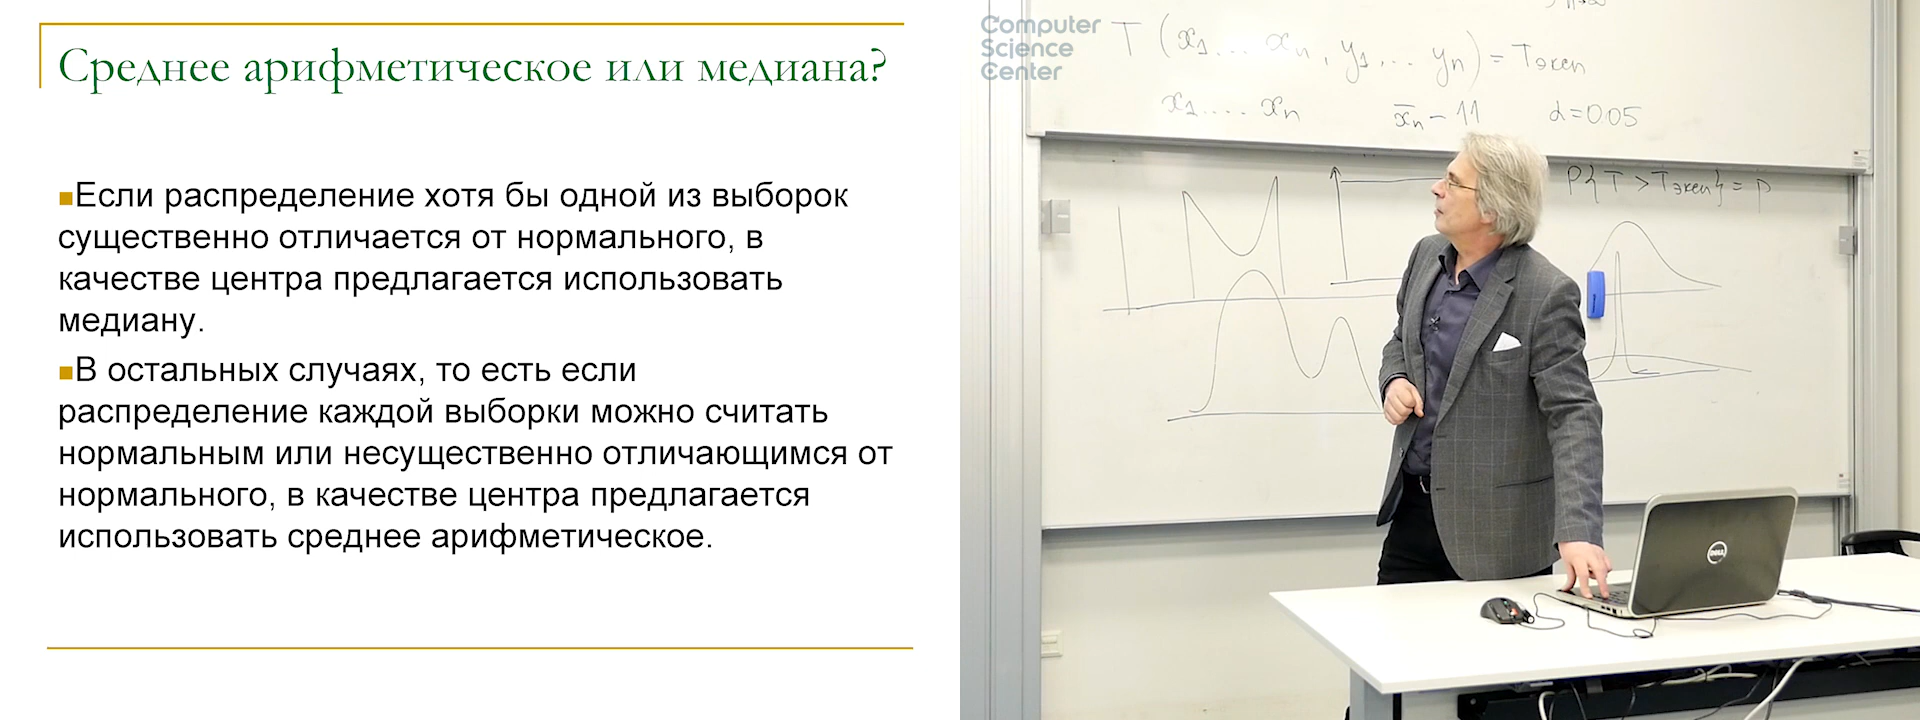 Среднее арифметическое или медиана?
Если распределение хотя бы одной из выборок
существенно отличается от нормального, в
качестве центра предлагается использовать
медиану.
В остальных случаях, то есть если
распределение каждой выборки можно считать
нормальным или несущественно отличающимся от
нормального, в качестве центра предлагается
использовать среднее арифметическое.
Computer
Science
Center
T (x₁ ... xₙ, y₁ ... yₙ) = Tэксп
x₁ .... xₙ x̄ₙ – 11 α=0.05
P{T > Tэксп} = p
DELL